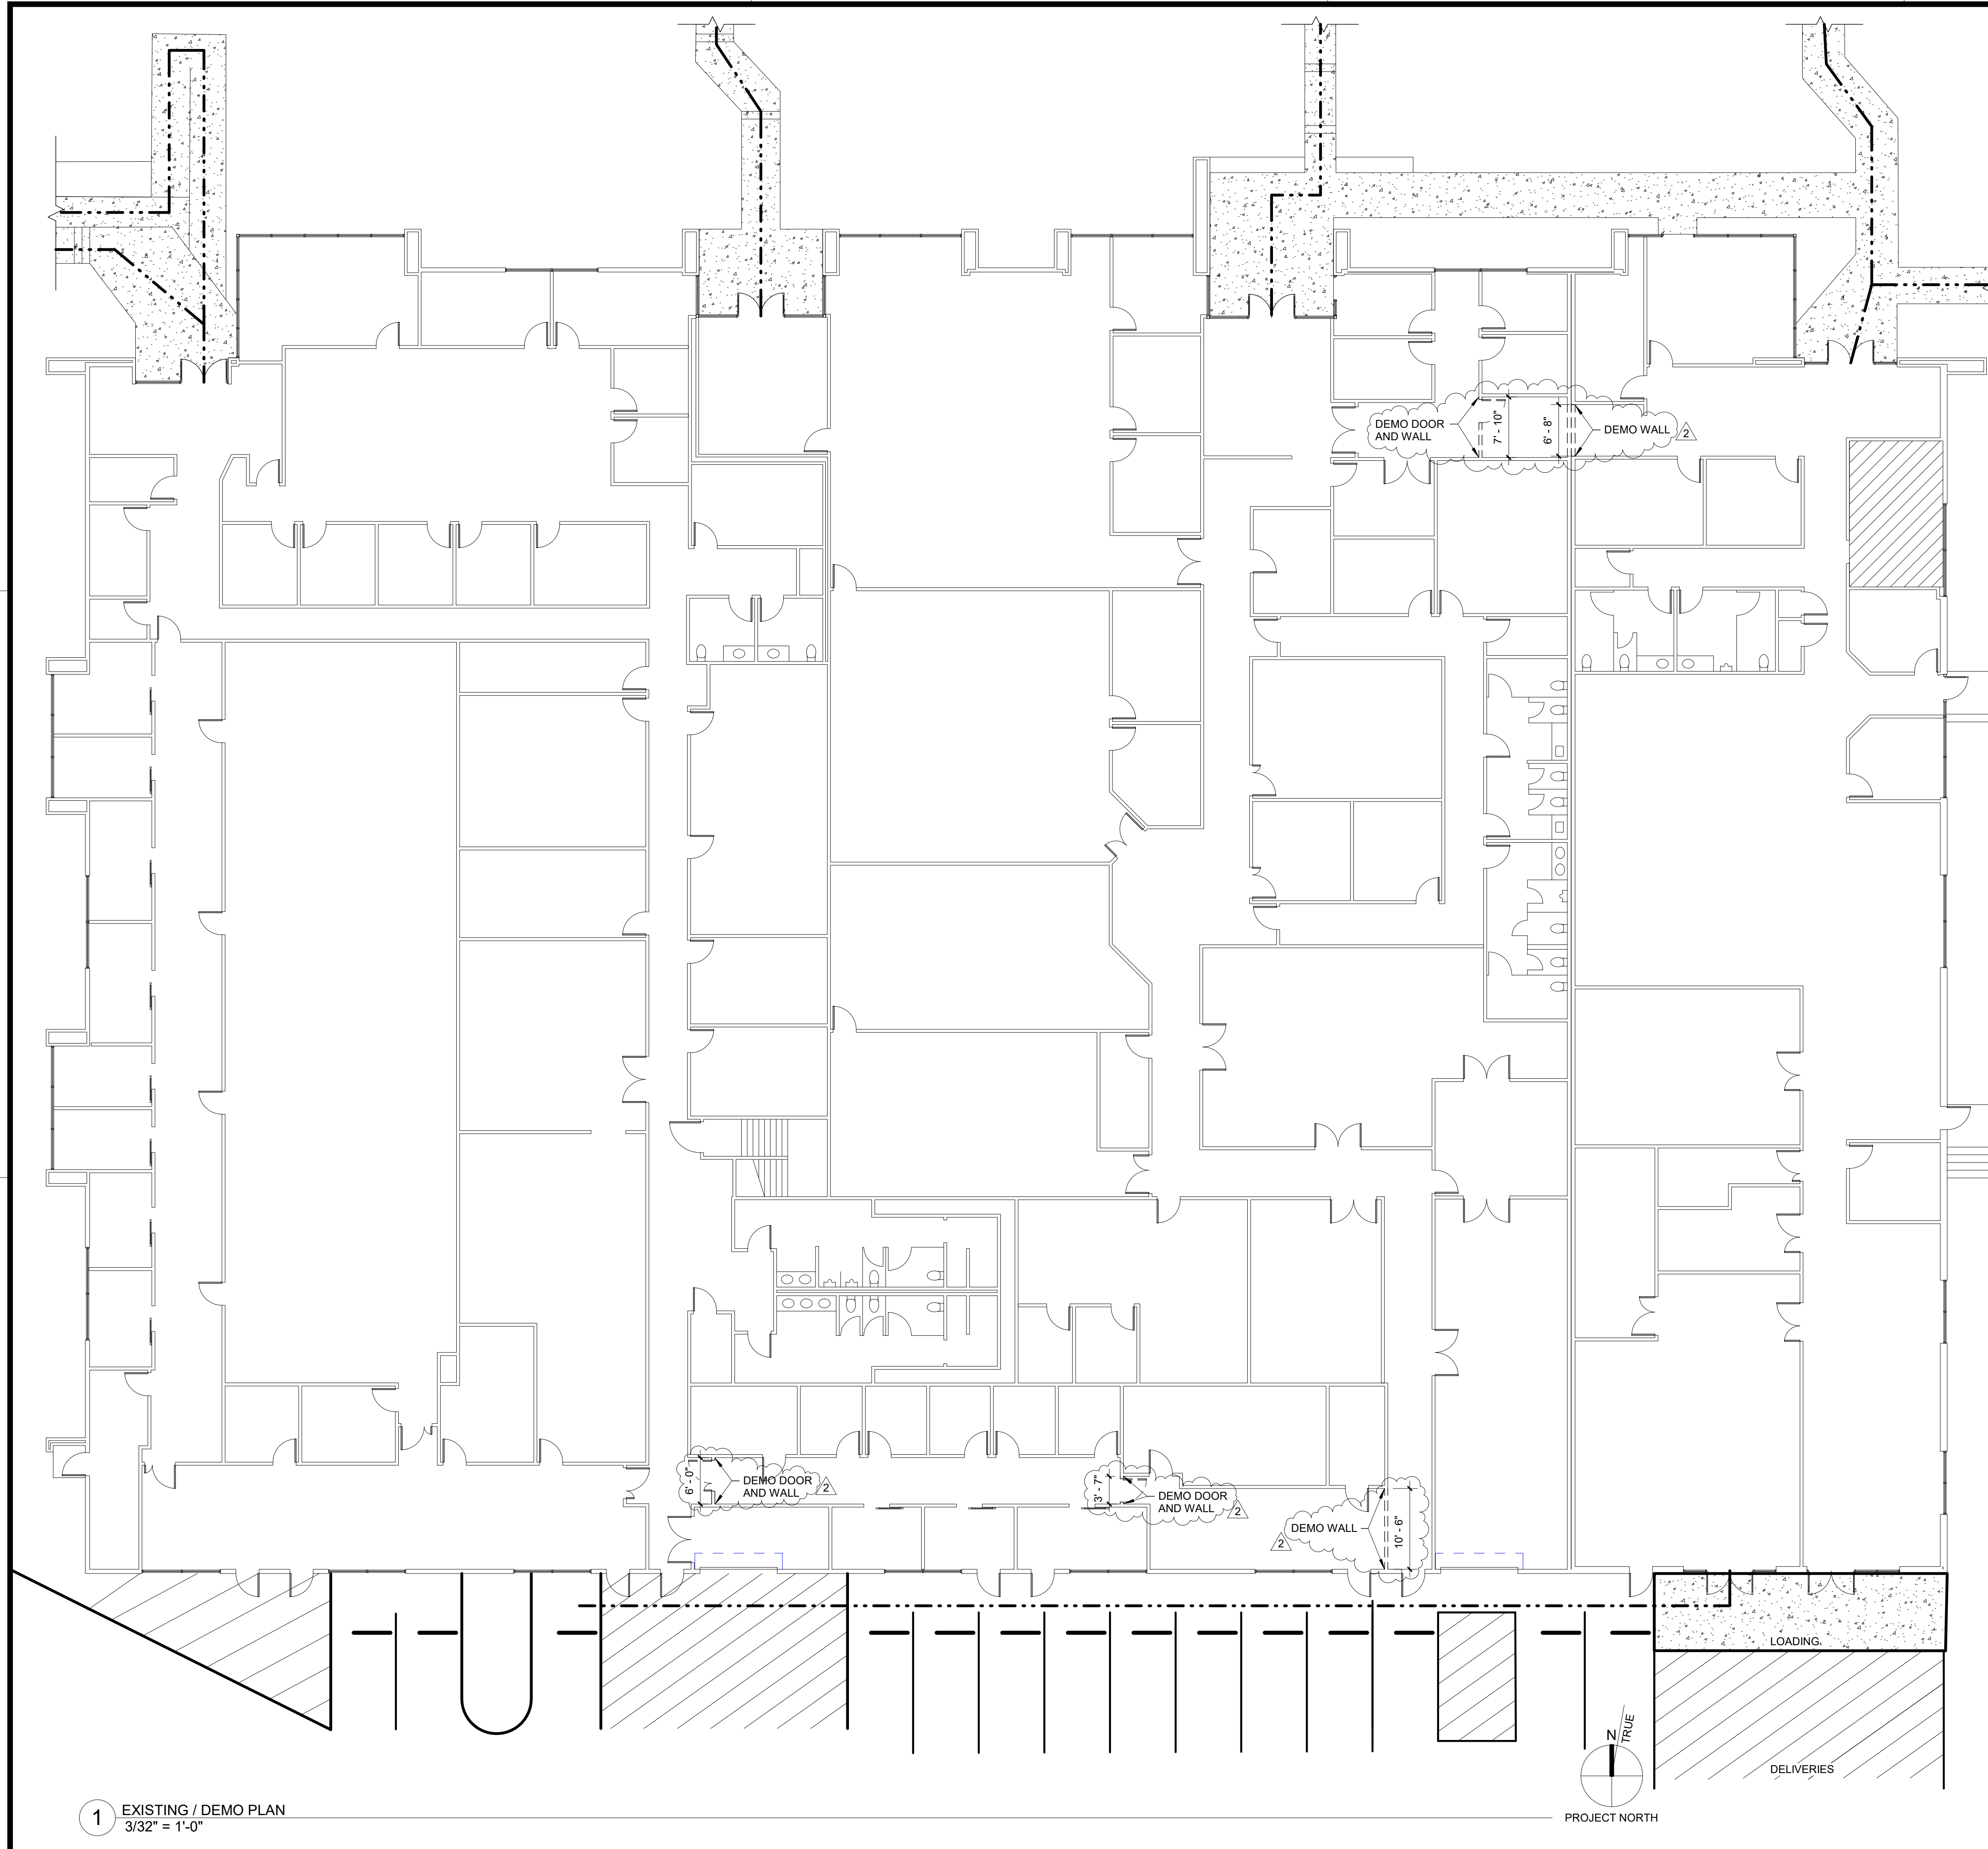 DEMO DOOR
AND WALL
7' - 10"
6' - 8"
DEMO WALL
2
6' - 0"
DEMO DOOR
AND WALL
2
3' - 7"
DEMO DOOR
AND WALL
2
DEMO WALL
2
10' - 6"
LOADING
DELIVERIES
N
TRUE
PROJECT NORTH
1
EXISTING / DEMO PLAN
3/32" = 1'-0"